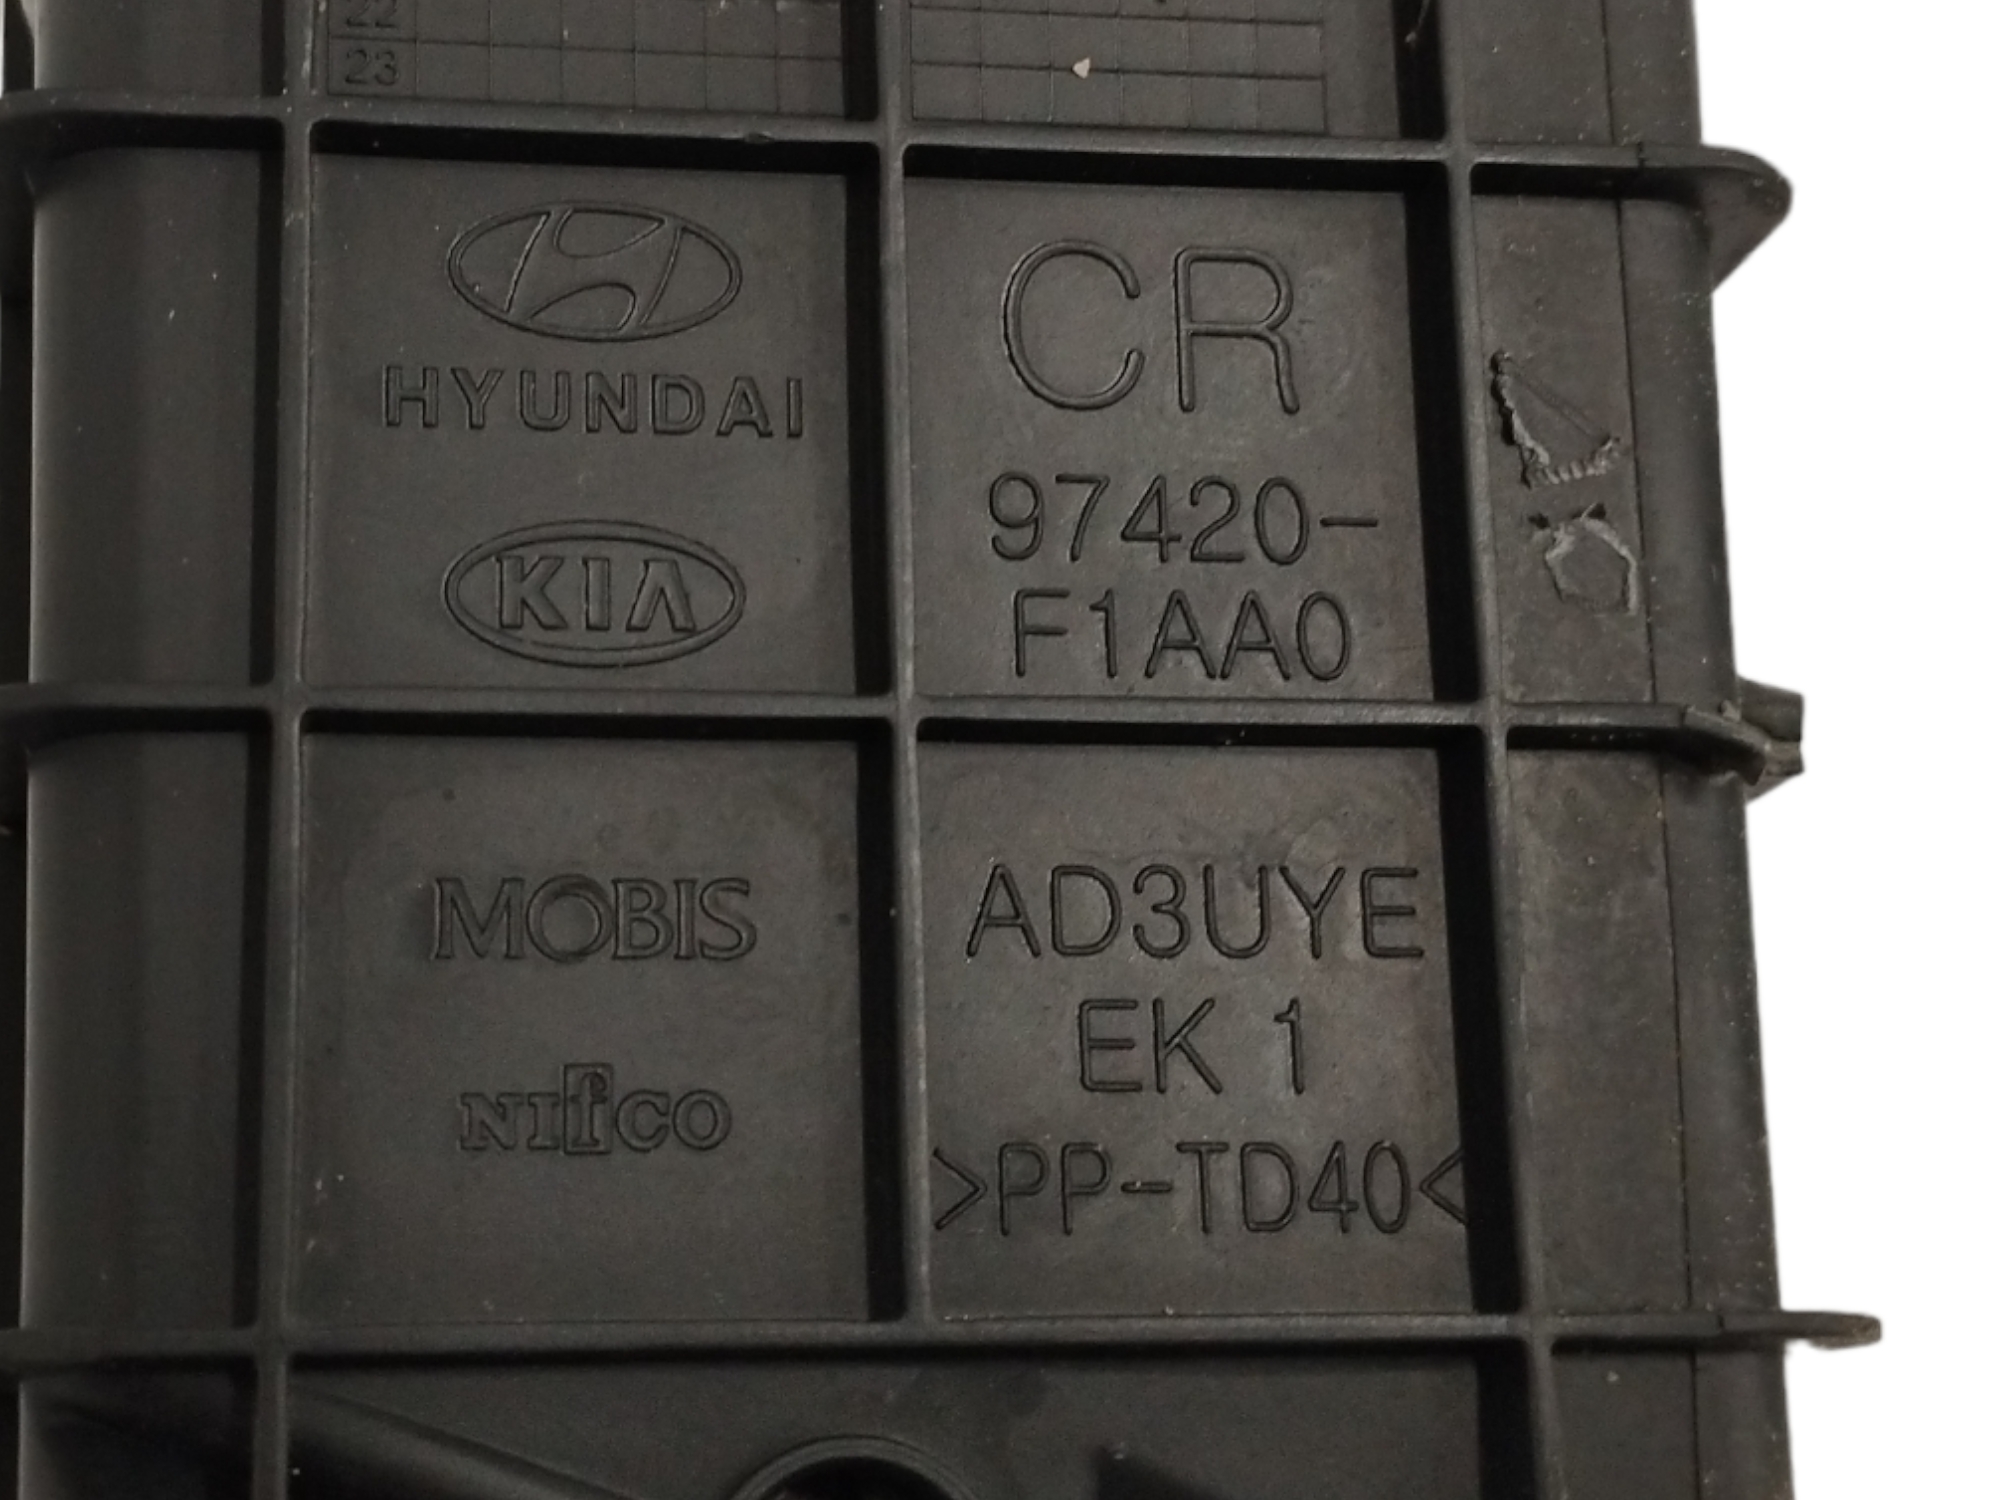 22
23
HYUNDAI
KIA
CR
97420-
F1AA0
MOBIS
NIFCO
AD3UYE
EK 1
>PP-TD40<